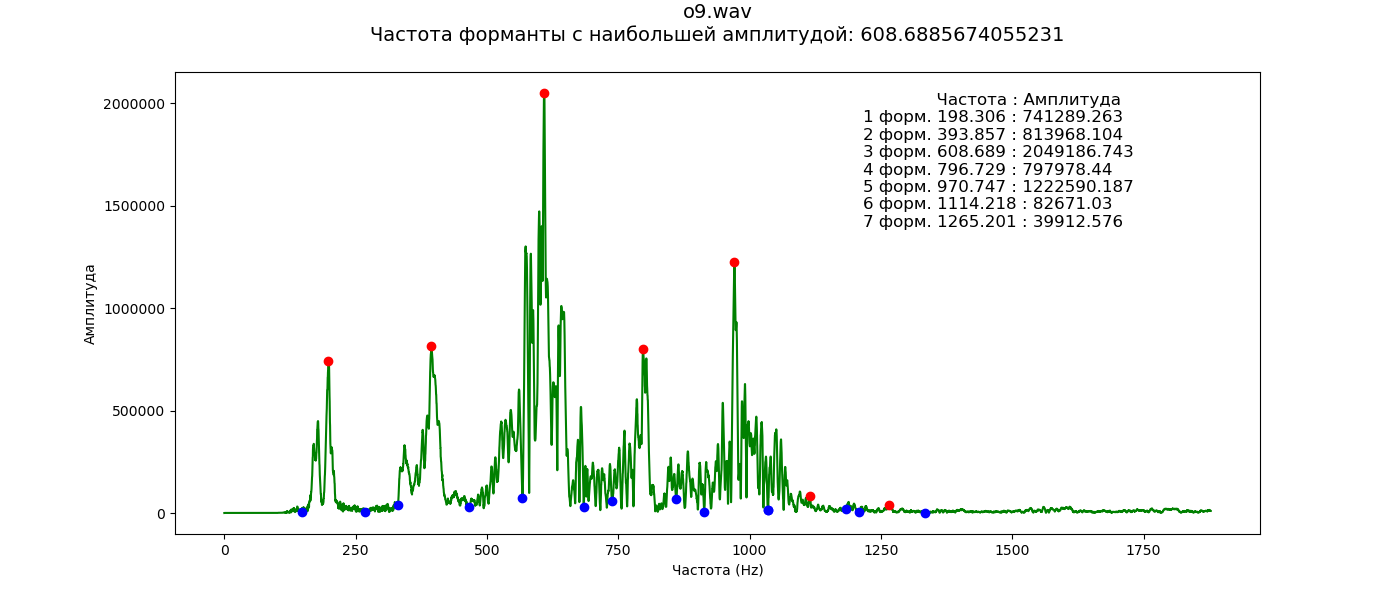 o9.wav
Частота форманты с наибольшей амплитудой: 608.6885674055231
Частота : Амплитуда
1 форм. 198.306 : 741289.263
2 форм. 393.857 : 813968.104
3 форм. 608.689 : 2049186.743
4 форм. 796.729 : 797978.44
5 форм. 970.747 : 1222590.187
6 форм. 1114.218 : 82671.03
7 форм. 1265.201 : 39912.576
2000000
1500000
1000000
500000
0
Амплитуда
0 250 500 750 1000 1250 1500 1750
Частота (Hz)